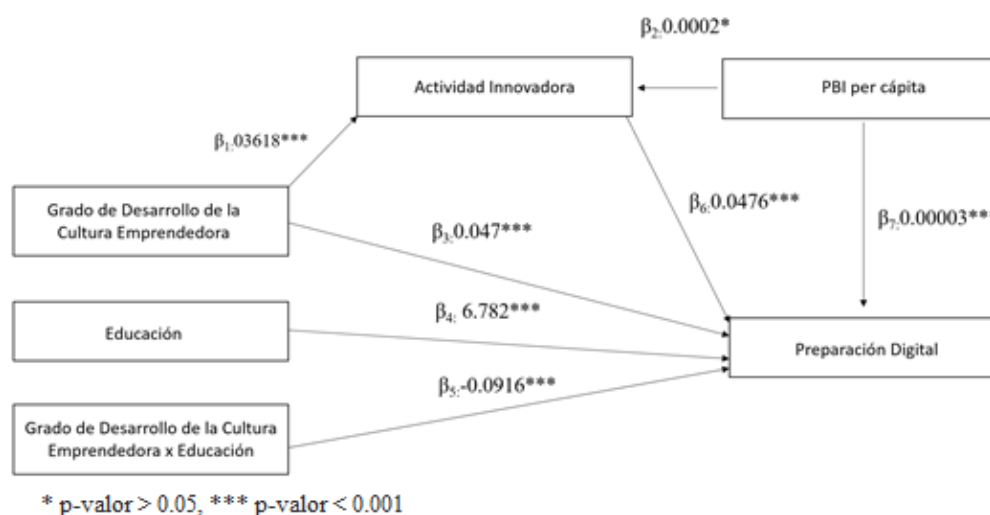 β2:0.0002*
Actividad Innovadora
PBI per cápita
β1:03618***
Grado de Desarrollo de la
Cultura Emprendedora
β3:0.047***
β6:0.0476***
β7:0.00003***
Educación
β4: 6.782***
Preparación Digital
β5:-0.0916***
Grado de Desarrollo de la Cultura
Emprendedora x Educación
* p-valor > 0.05, *** p-valor < 0.001